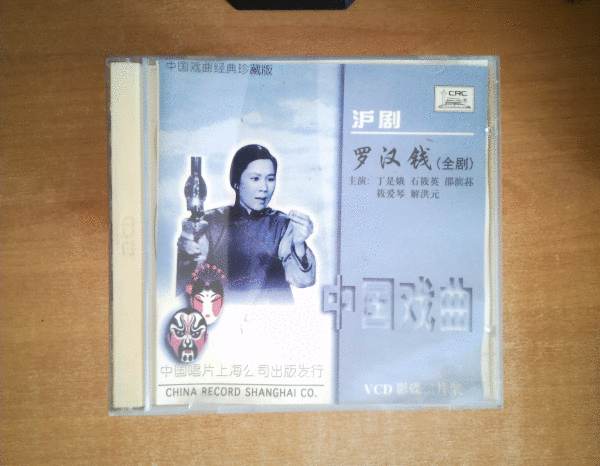 中国戏曲经典珍藏版
CRC
沪剧
罗汉钱(全剧)
主演: 丁是娥 石筱英 邵滨孙
筱爱琴 解洪元
中国戏曲
中国唱片上海公司出版发行
CHINA RECORD SHANGHAI CO.
VCD 影碟